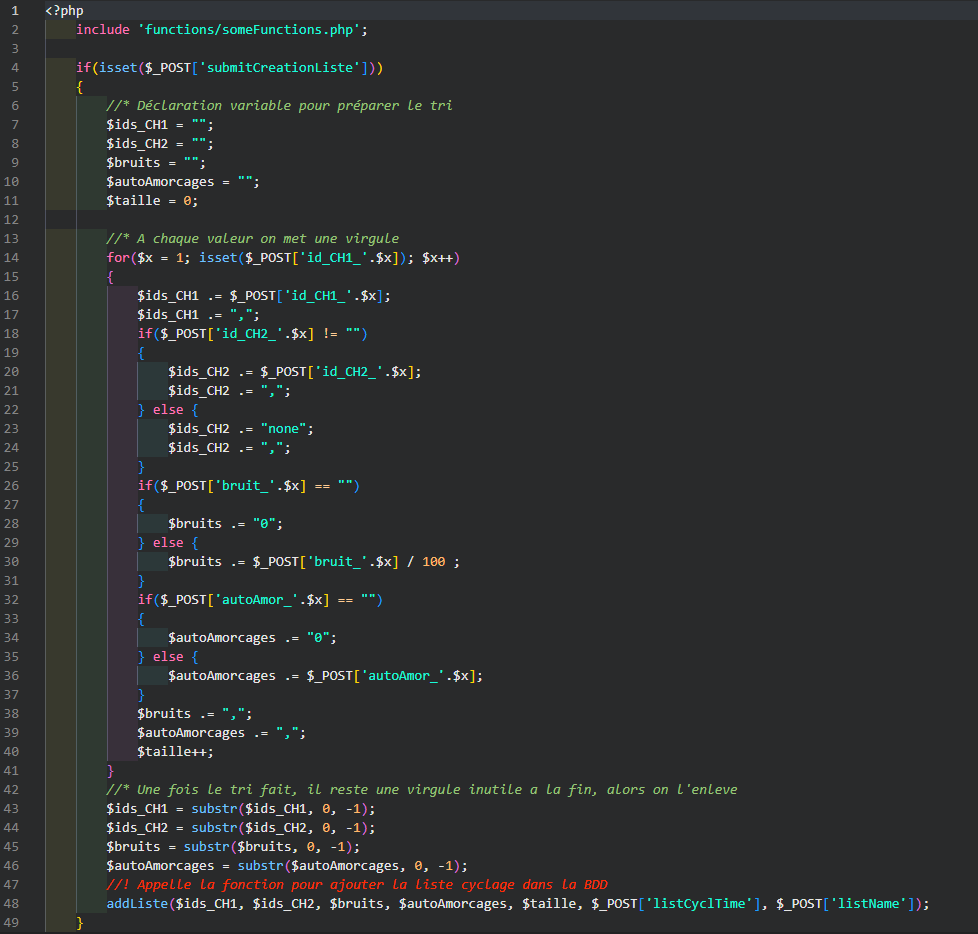 1 <?php
2 include 'functions/someFunctions.php';
3
4 if(isset($_POST['submitCreationListe']))
5 {
6 //* Déclaration variable pour préparer le tri
7 $ids_CH1 = "";
8 $ids_CH2 = "";
9 $bruits = "";
10 $autoAmorcages = "";
11 $taille = 0;
12
13 //* A chaque valeur on met une virgule
14 for($x = 1; isset($_POST['id_CH1_'.$x]); $x++)
15 {
16 $ids_CH1 .= $_POST['id_CH1_'.$x];
17 $ids_CH1 .= ",";
18 if($_POST['id_CH2_'.$x] != "")
19 {
20 $ids_CH2 .= $_POST['id_CH2_'.$x];
21 $ids_CH2 .= ",";
22 } else {
23 $ids_CH2 .= "none";
24 $ids_CH2 .= ",";
25 }
26 if($_POST['bruit_'.$x] == "")
27 {
28 $bruits .= "0";
29 } else {
30 $bruits .= $_POST['bruit_'.$x] / 100 ;
31 }
32 if($_POST['autoAmor_'.$x] == "")
33 {
34 $autoAmorcages .= "0";
35 } else {
36 $autoAmorcages .= $_POST['autoAmor_'.$x];
37 }
38 $bruits .= ",";
39 $autoAmorcages .= ",";
40 $taille++;
41 }
42 //* Une fois le tri fait, il reste une virgule inutile a la fin, alors on l'enleve
43 $ids_CH1 = substr($ids_CH1, 0, -1);
44 $ids_CH2 = substr($ids_CH2, 0, -1);
45 $bruits = substr($bruits, 0, -1);
46 $autoAmorcages = substr($autoAmorcages, 0, -1);
47 //! Appelle la fonction pour ajouter la liste cyclage dans la BDD
48 addListe($ids_CH1, $ids_CH2, $bruits, $autoAmorcages, $taille, $_POST['listCyclTime'], $_POST['listName']);
49 }